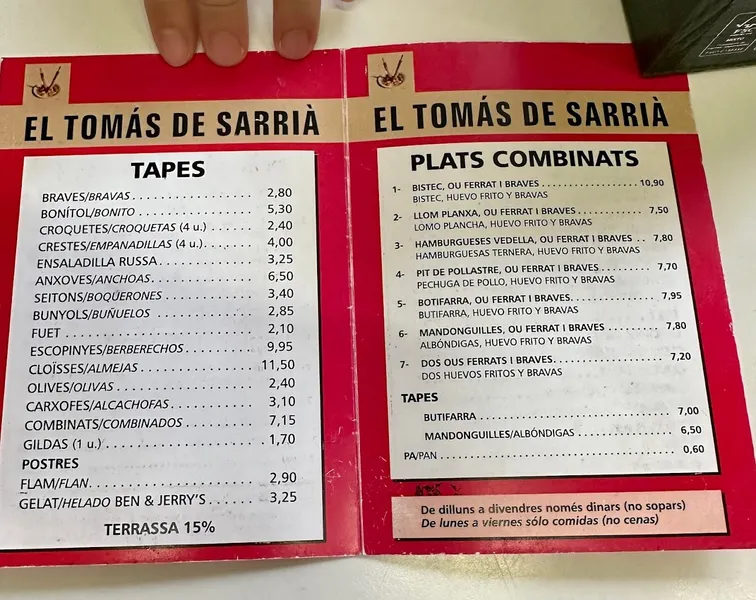 EL TOMÁS DE SARRIÀ
TAPES
BRAVES/BRAVAS 2,80
BONÍTOL/BONITO 5,30
CROQUETES/CROQUETAS (4 u.) 2,40
CRESTES/EMPANADILLAS (4 u.) 4,00
ENSALADILLA RUSSA 3,25
ANXOVES/ANCHOAS 6,50
SEITONS/BOQÜERONES 3,40
BUNYOLS/BUÑUELOS 2,85
FUET 2,10
ESCOPINYES/BERBERECHOS 9,95
CLOÏSSES/ALMEJAS 11,50
OLIVES/OLIVAS 2,40
CARXOFES/ALCACHOFAS 3,10
COMBINATS/COMBINADOS 7,15
GILDAS (1 u.) 1,70
POSTRES
FLAM/FLAN 2,90
GELAT/HELADO BEN & JERRY'S 3,25
TERRASSA 15%
EL TOMÁS DE SARRIÀ
PLATS COMBINATS
1- BISTEC, OU FERRAT I BRAVES 10,90
BISTEC, HUEVO FRITO Y BRAVAS
2- LLOM PLANXA, OU FERRAT I BRAVES 7,50
LOMO PLANCHA, HUEVO FRITO Y BRAVAS
3- HAMBURGUESES VEDELLA, OU FERRAT I BRAVES 7,80
HAMBURGUESAS TERNERA, HUEVO FRITO Y BRAVAS
4- PIT DE POLLASTRE, OU FERRAT I BRAVES 7,70
PECHUGA DE POLLO, HUEVO FRITO Y BRAVAS
5- BOTIFARRA, OU FERRAT I BRAVES. 7,95
BUTIFARRA, HUEVO FRITO Y BRAVAS
6- MANDONGUILLES, OU FERRAT I BRAVES 7,80
ALBÓNDIGAS, HUEVO FRITO Y BRAVAS
7- DOS OUS FERRATS I BRAVES. 7,20
DOS HUEVOS FRITOS Y BRAVAS
TAPES
BUTIFARRA 7,00
MANDONGUILLES/ALBÓNDIGAS 6,50
PA/PAN 0,60
De dilluns a divendres només dinars (no sopars)
De lunes a viernes sólo comidas (no cenas)